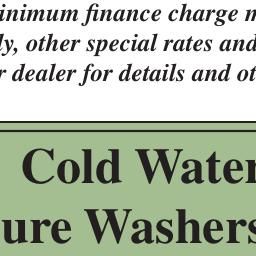 inimum finance charge m
ly, other special rates and
r dealer for details and ot
Cold Water
ure Washers